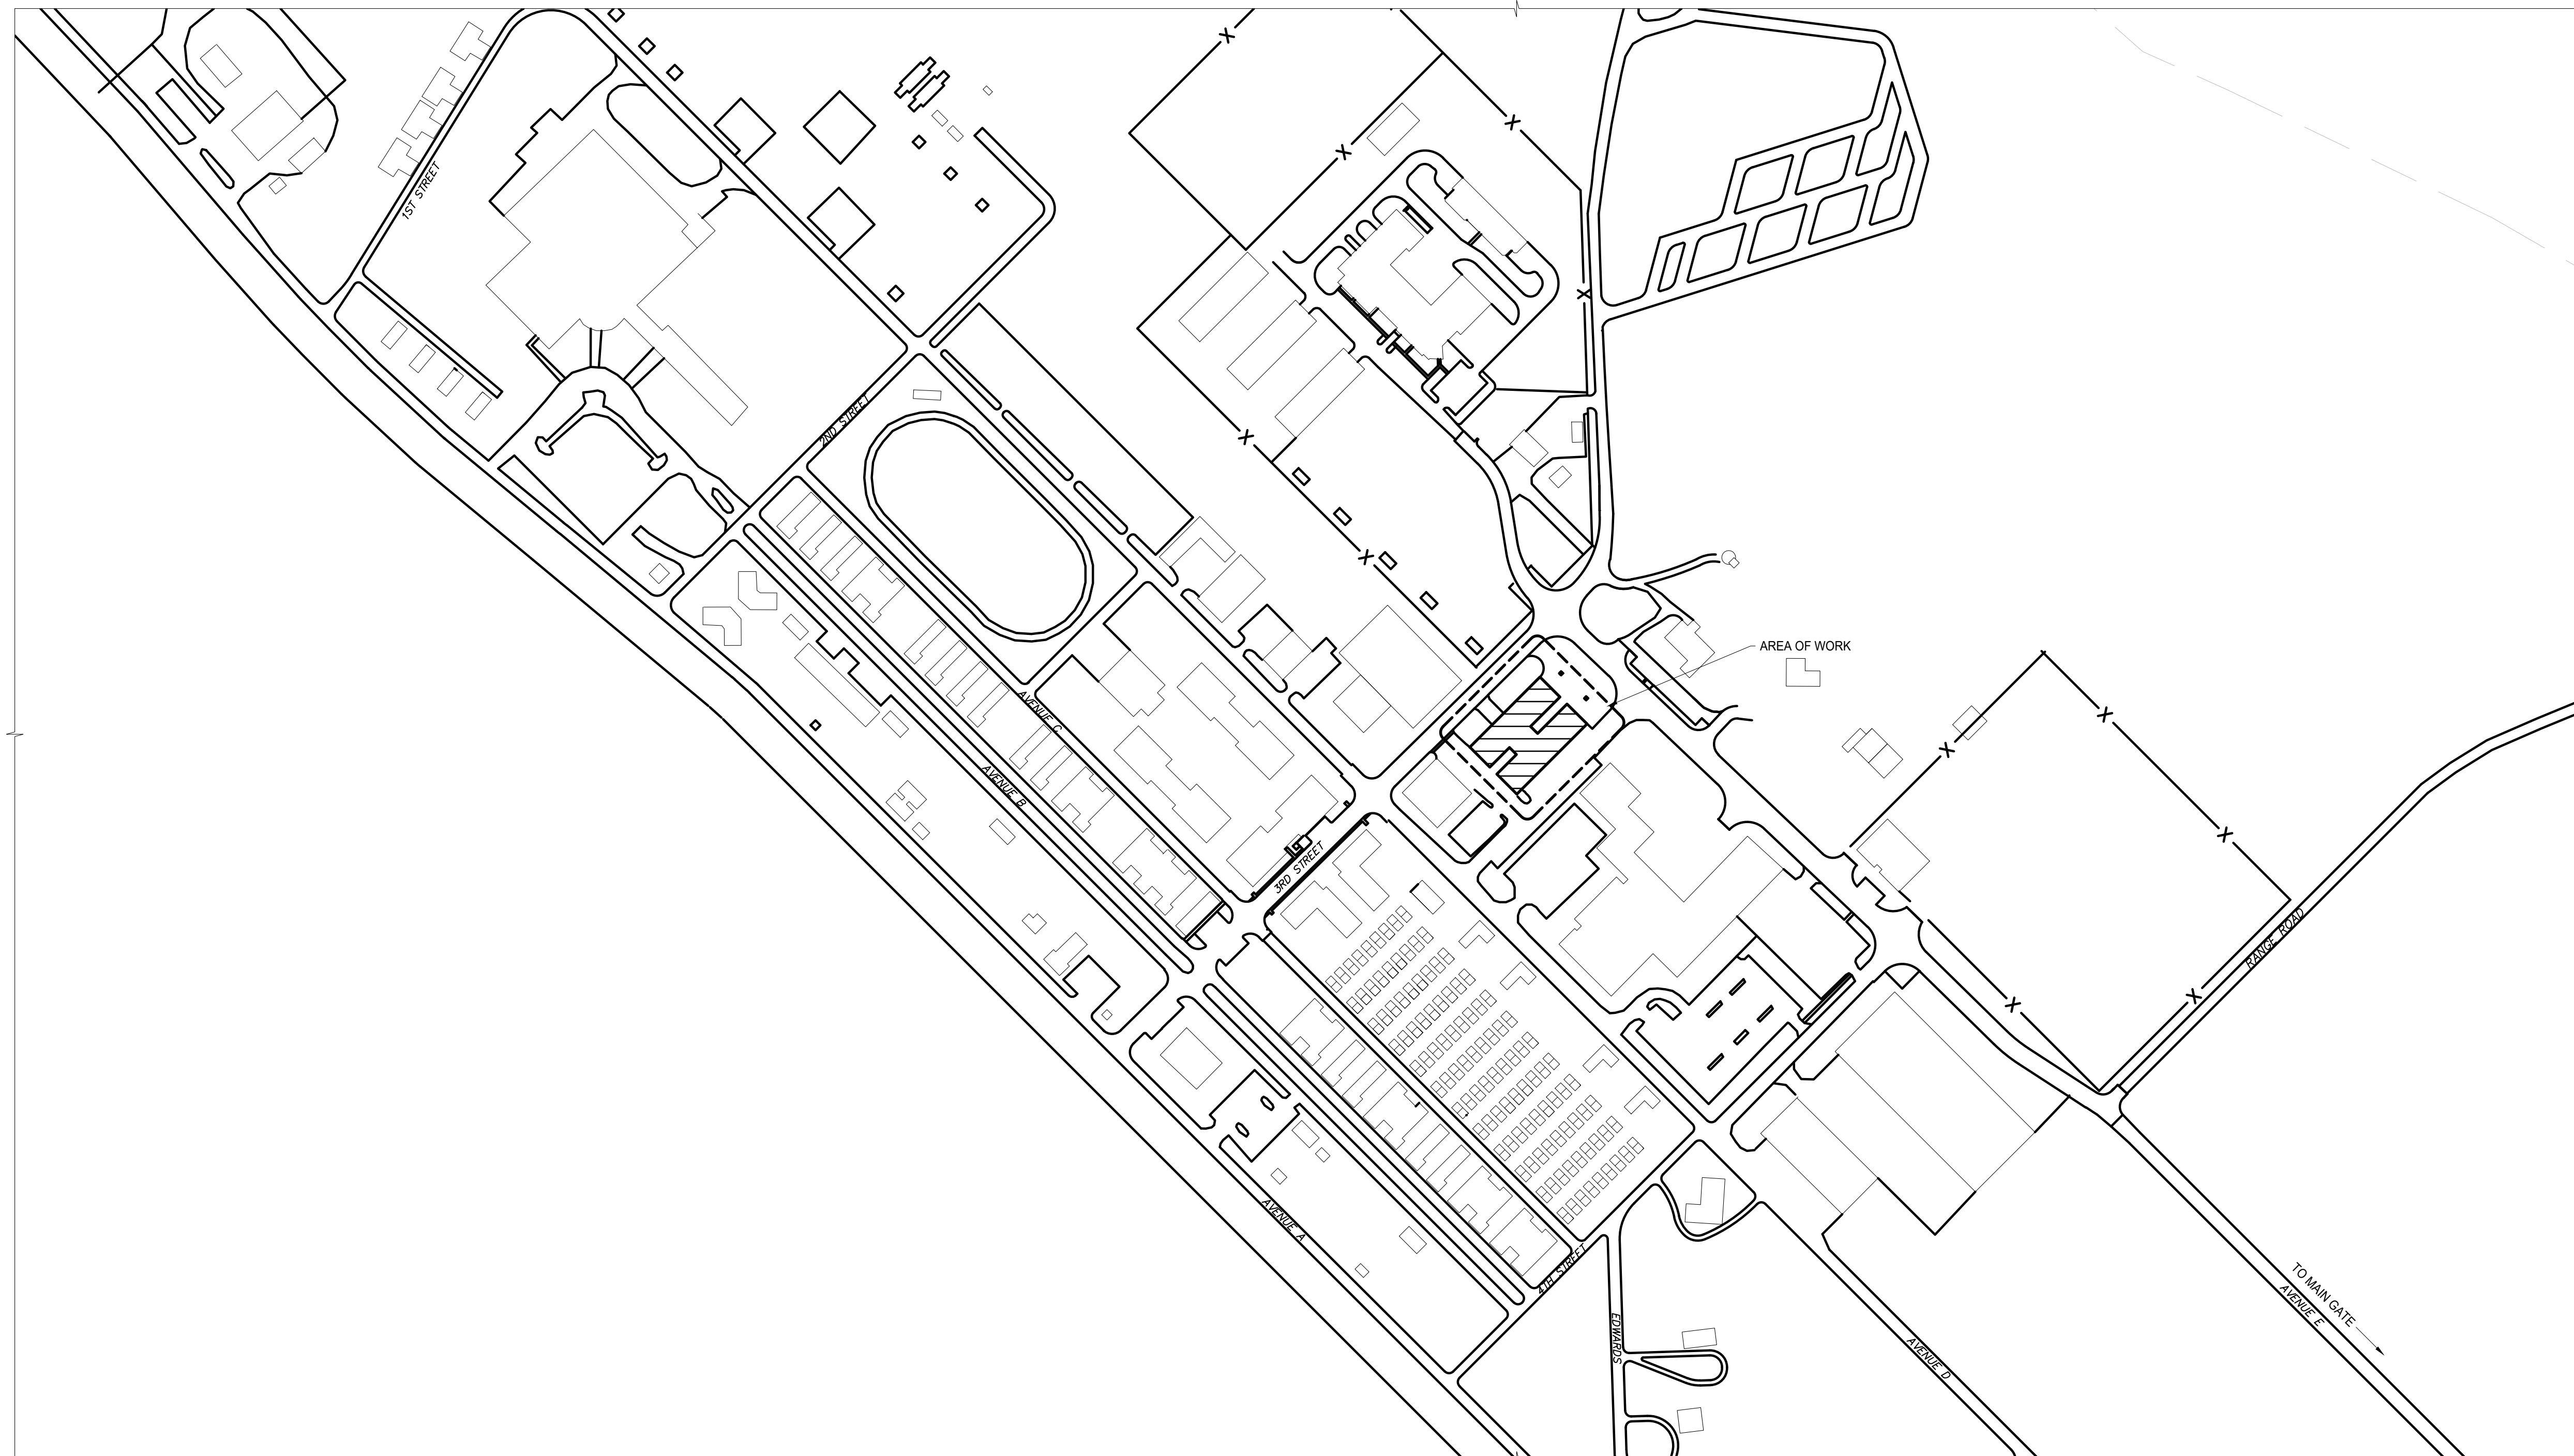 1ST STREET
2ND STREET
AREA OF WORK
AVENUE C
AVENUE B
3RD STREET
RANGE ROAD
AVENUE A
4TH STREET
EDWARDS
AVENUE D
TO MAIN GATE
AVENUE E